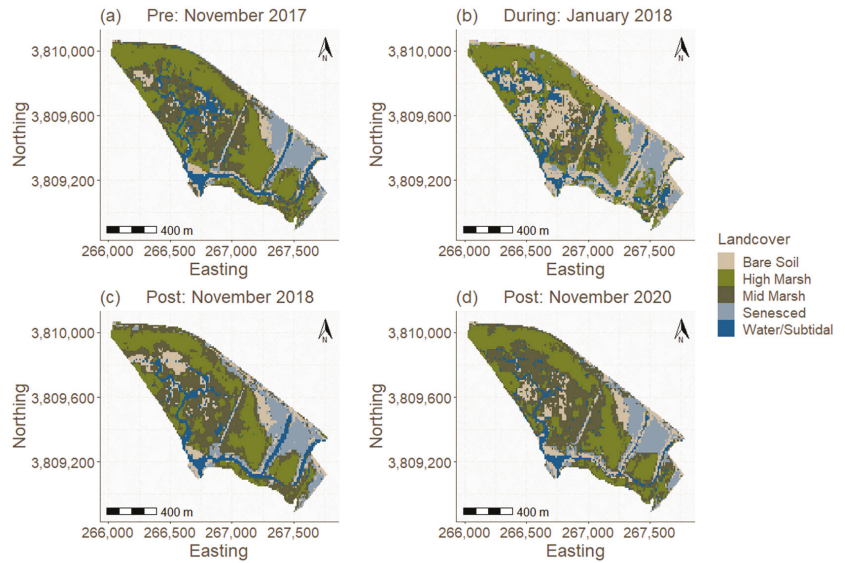 (a) Pre: November 2017
3,810,000
3,809,600
3,809,200
Northing
N
400 m
266,000 266,500 267,000 267,500
Easting
(b) During: January 2018
3,810,000
3,809,600
3,809,200
Northing
N
400 m
266,000 266,500 267,000 267,500
Easting
Landcover
Bare Soil
High Marsh
Mid Marsh
Senesced
Water/Subtidal
(c) Post: November 2018
3,810,000
3,809,600
3,809,200
Northing
N
400 m
266,000 266,500 267,000 267,500
Easting
(d) Post: November 2020
3,810,000
3,809,600
3,809,200
Northing
N
400 m
266,000 266,500 267,000 267,500
Easting